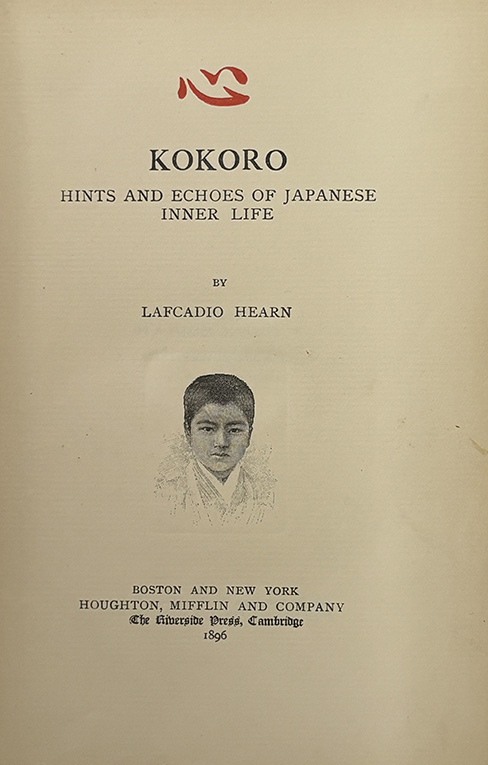 心
KOKORO
HINTS AND ECHOES OF JAPANESE
INNER LIFE
BY
LAFCADIO HEARN
BOSTON AND NEW YORK
HOUGHTON, MIFFLIN AND COMPANY
The Riverside Press, Cambridge
1896